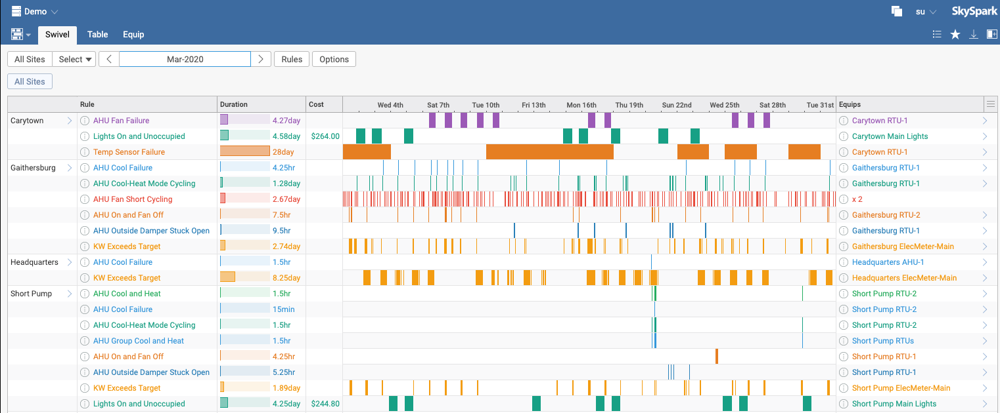 Demo su SkySpark
Swivel Table Equip
All Sites Select Mar-2020 Rules Options
All Sites
Rule Duration Cost Wed 4th Sat 7th Tue 10th Fri 13th Mon 16th Thu 19th Sun 22nd Wed 25th Sat 28th Tue 31st Equips
Carytown AHU Fan Failure 4.27day Carytown RTU-1
Lights On and Unoccupied 4.58day $264.00 Carytown Main Lights
Temp Sensor Failure 28day Carytown RTU-1
Gaithersburg AHU Cool Failure 4.25hr Gaithersburg RTU-1
AHU Cool-Heat Mode Cycling 1.28day Gaithersburg RTU-1
AHU Fan Short Cycling 2.67day x 2
AHU On and Fan Off 7.5hr Gaithersburg RTU-2
AHU Outside Damper Stuck Open 9.5hr Gaithersburg RTU-1
KW Exceeds Target 2.74day Gaithersburg ElecMeter-Main
Headquarters AHU Cool Failure 1.5hr Headquarters AHU-1
KW Exceeds Target 8.25day Headquarters ElecMeter-Main
Short Pump AHU Cool and Heat 1.5hr Short Pump RTU-2
AHU Cool Failure 15min Short Pump RTU-2
AHU Cool-Heat Mode Cycling 1.5hr Short Pump RTU-2
AHU Group Cool and Heat 1.5hr Short Pump RTUs
AHU On and Fan Off 4.25hr Short Pump RTU-1
AHU Outside Damper Stuck Open 5.25hr Short Pump RTU-1
KW Exceeds Target 1.89day Short Pump ElecMeter-Main
Lights On and Unoccupied 4.25day $244.80 Short Pump Main Lights